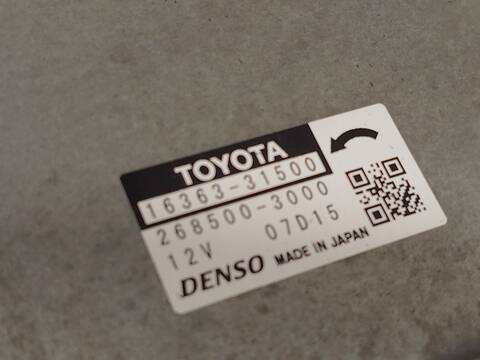 TOYOTA
16363-31500
268500-3000
12V 07D15
DENSO MADE IN JAPAN